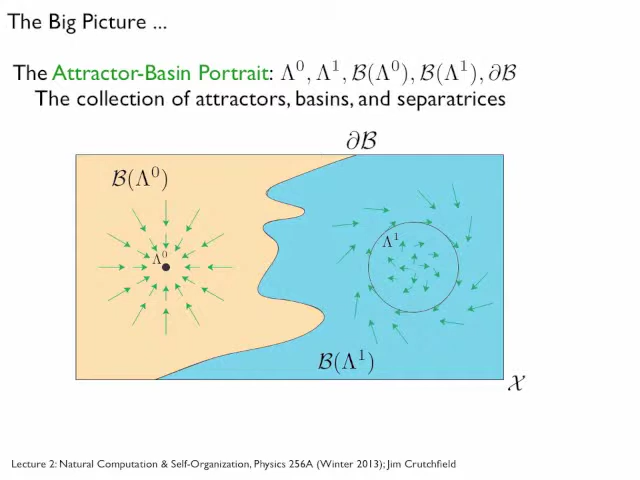 The Big Picture ...
The Attractor-Basin Portrait: Λ⁰, Λ¹, ℬ(Λ⁰), ℬ(Λ¹), ∂ℬ
The collection of attractors, basins, and separatrices
∂ℬ
ℬ(Λ⁰)
Λ¹
Λ⁰
ℬ(Λ¹)
𝒳
Lecture 2: Natural Computation & Self-Organization, Physics 256A (Winter 2013); Jim Crutchfield